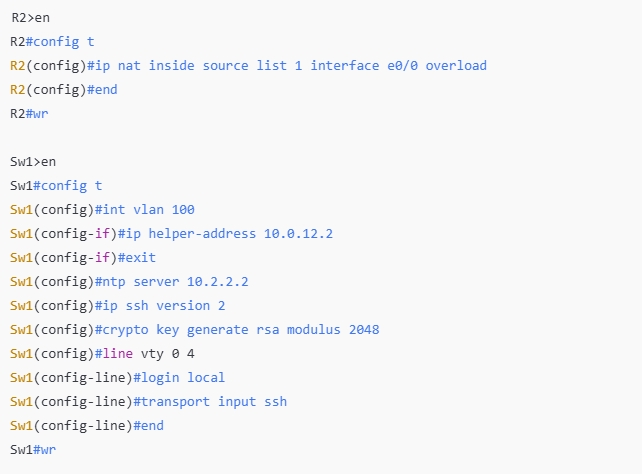 R2>en
R2#config t
R2(config)#ip nat inside source list 1 interface e0/0 overload
R2(config)#end
R2#wr
Sw1>en
Sw1#config t
Sw1(config)#int vlan 100
Sw1(config-if)#ip helper-address 10.0.12.2
Sw1(config-if)#exit
Sw1(config)#ntp server 10.2.2.2
Sw1(config)#ip ssh version 2
Sw1(config)#crypto key generate rsa modulus 2048
Sw1(config)#line vty 0 4
Sw1(config-line)#login local
Sw1(config-line)#transport input ssh
Sw1(config-line)#end
Sw1#wr